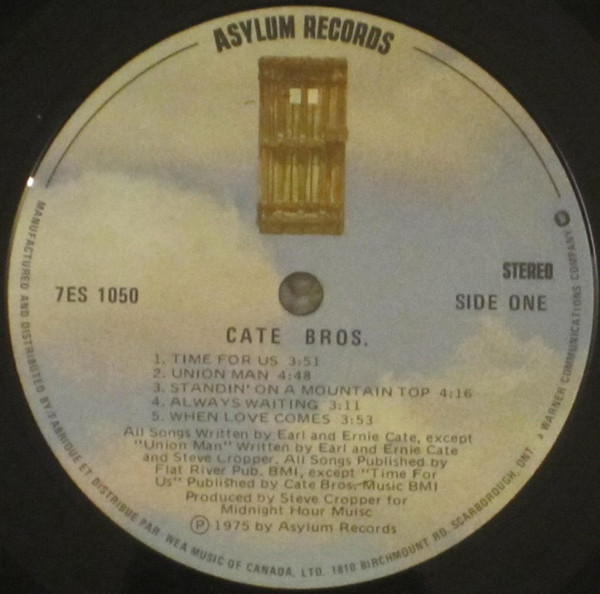 ASYLUM RECORDS
7ES 1050
STEREO
SIDE ONE
CATE BROS.
1. TIME FOR US 3:51
2. UNION MAN 4:48
3. STANDIN' ON A MOUNTAIN TOP 4:16
4. ALWAYS WAITING 3:11
5. WHEN LOVE COMES 3:53
All Songs Written by Earl and Ernie Cate, except
"Union Man" Written by Earl and Ernie Cate
and Steve Cropper. All Songs Published by
Flat River Pub. BMI, except "Time For
Us" Published by Cate Bros. Music BMI
Produced by Steve Cropper for
Midnight Hour Muisc
Ⓟ 1975 by Asylum Records
MANUFACTURED AND DISTRIBUTED BY/FABRIQUE ET DISTRIBUE PAR WEA MUSIC OF CANADA, LTD. 1810 BIRCHMOUNT RD. SCARBOROUGH, ONT. A WARNER COMMUNICATIONS COMPANY